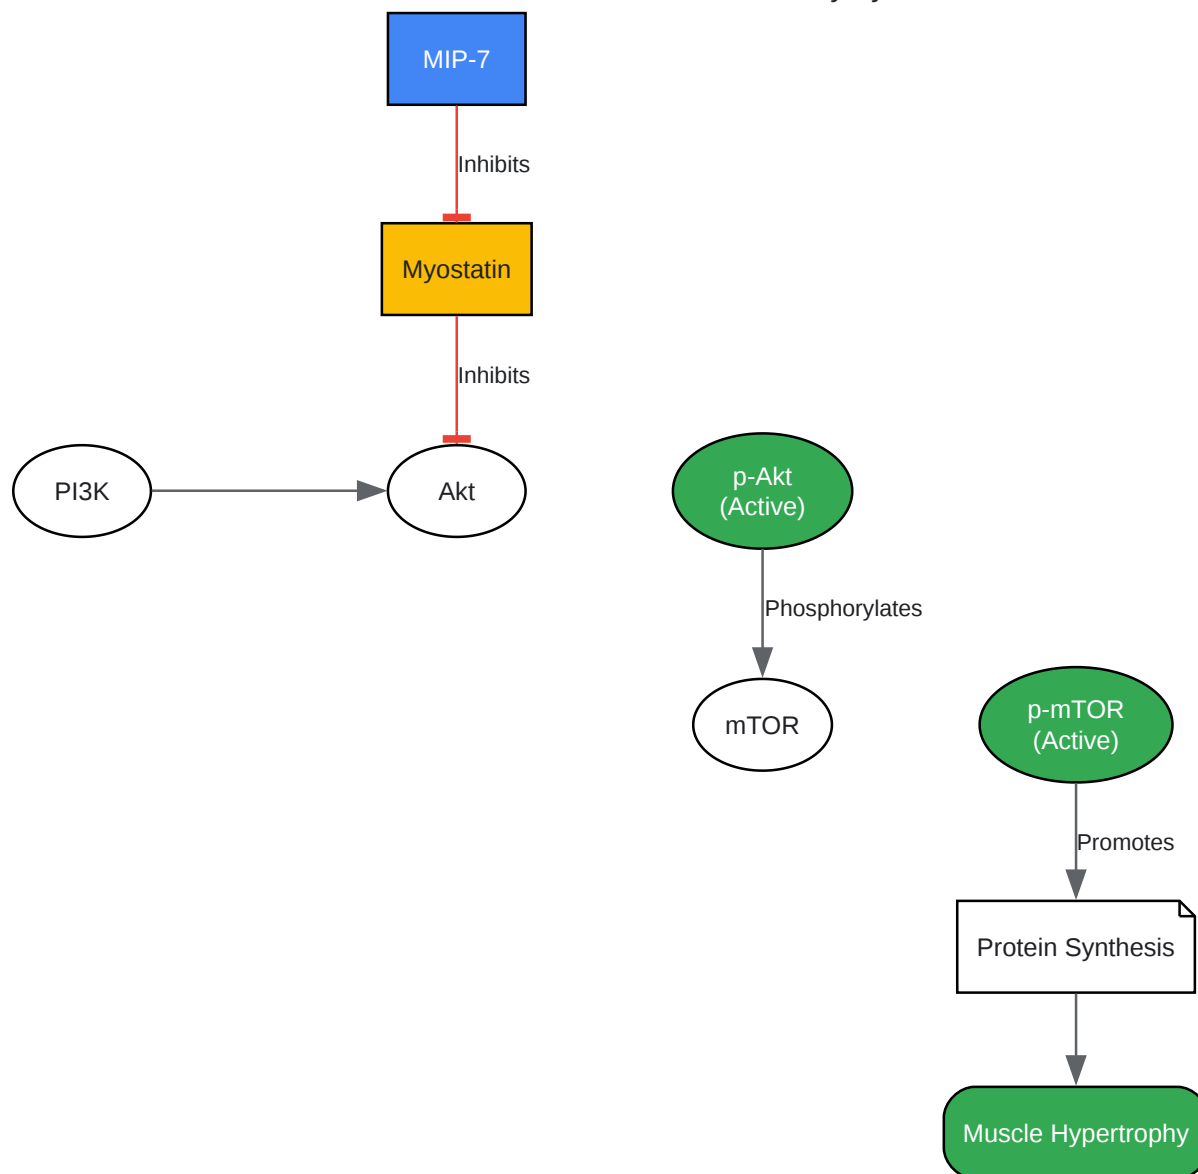 MIP-7
Inhibits
Myostatin
Inhibits
PI3K
Akt
p-Akt
(Active)
Phosphorylates
mTOR
p-mTOR
(Active)
Promotes
Protein Synthesis
Muscle Hypertrophy